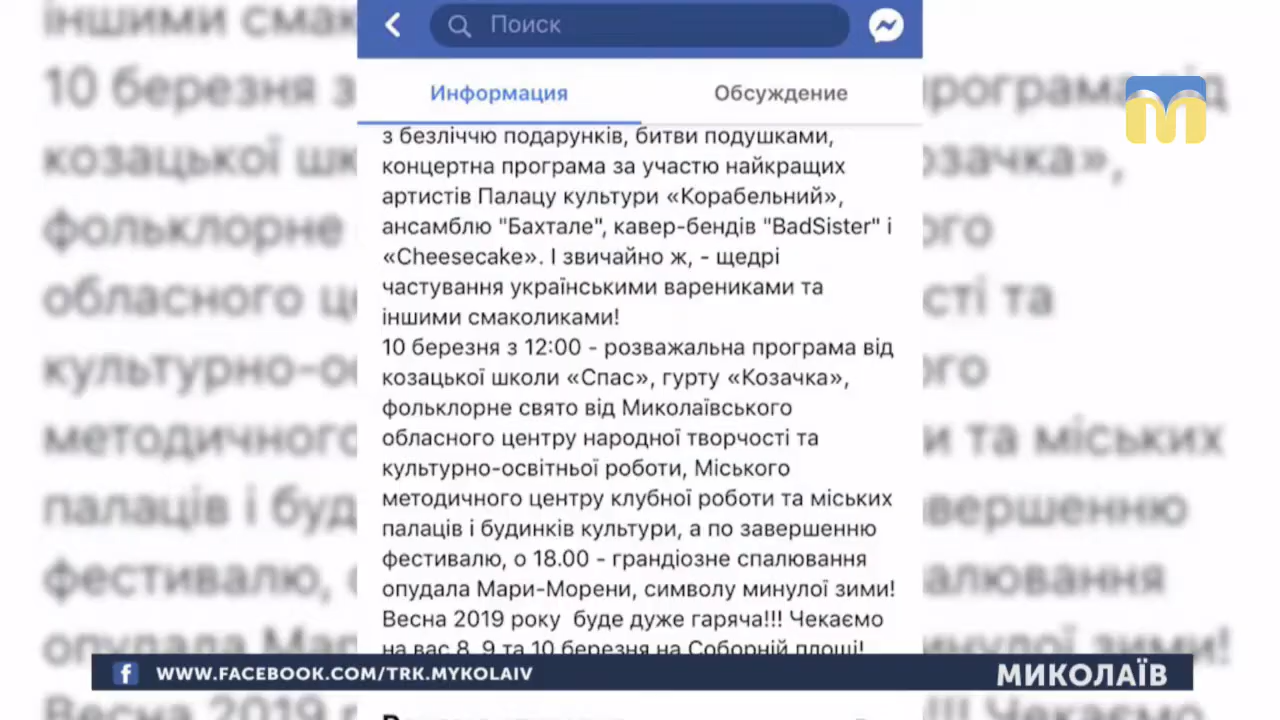 Поиск
Информация
Обсуждение
з безліччю подарунків, битви подушками,
концертна програма за участю найкращих
артистів Палацу культури «Корабельний»,
ансамблю "Бахтале", кавер-бендів "BadSister" і
«Cheesecake». І звичайно ж, - щедрі
частування українськими варениками та
іншими смаколиками!
10 березня з 12:00 - розважальна програма від
козацької школи «Спас», гурту «Козачка»,
фольклорне свято від Миколаївського
обласного центру народної творчості та
культурно-освітньої роботи, Міського
методичного центру клубної роботи та міських
палаців і будинків культури, а по завершенню
фестивалю, о 18.00 - грандіозне спалювання
опудала Мари-Морени, символу минулої зими!
Весна 2019 року  буде дуже гаряча!!! Чекаємо
на вас 8, 9 та 10 березня на Соборній площі!
WWW.FACEBOOK.COM/TRK.MYKOLAIV
МИКОЛАЇВ